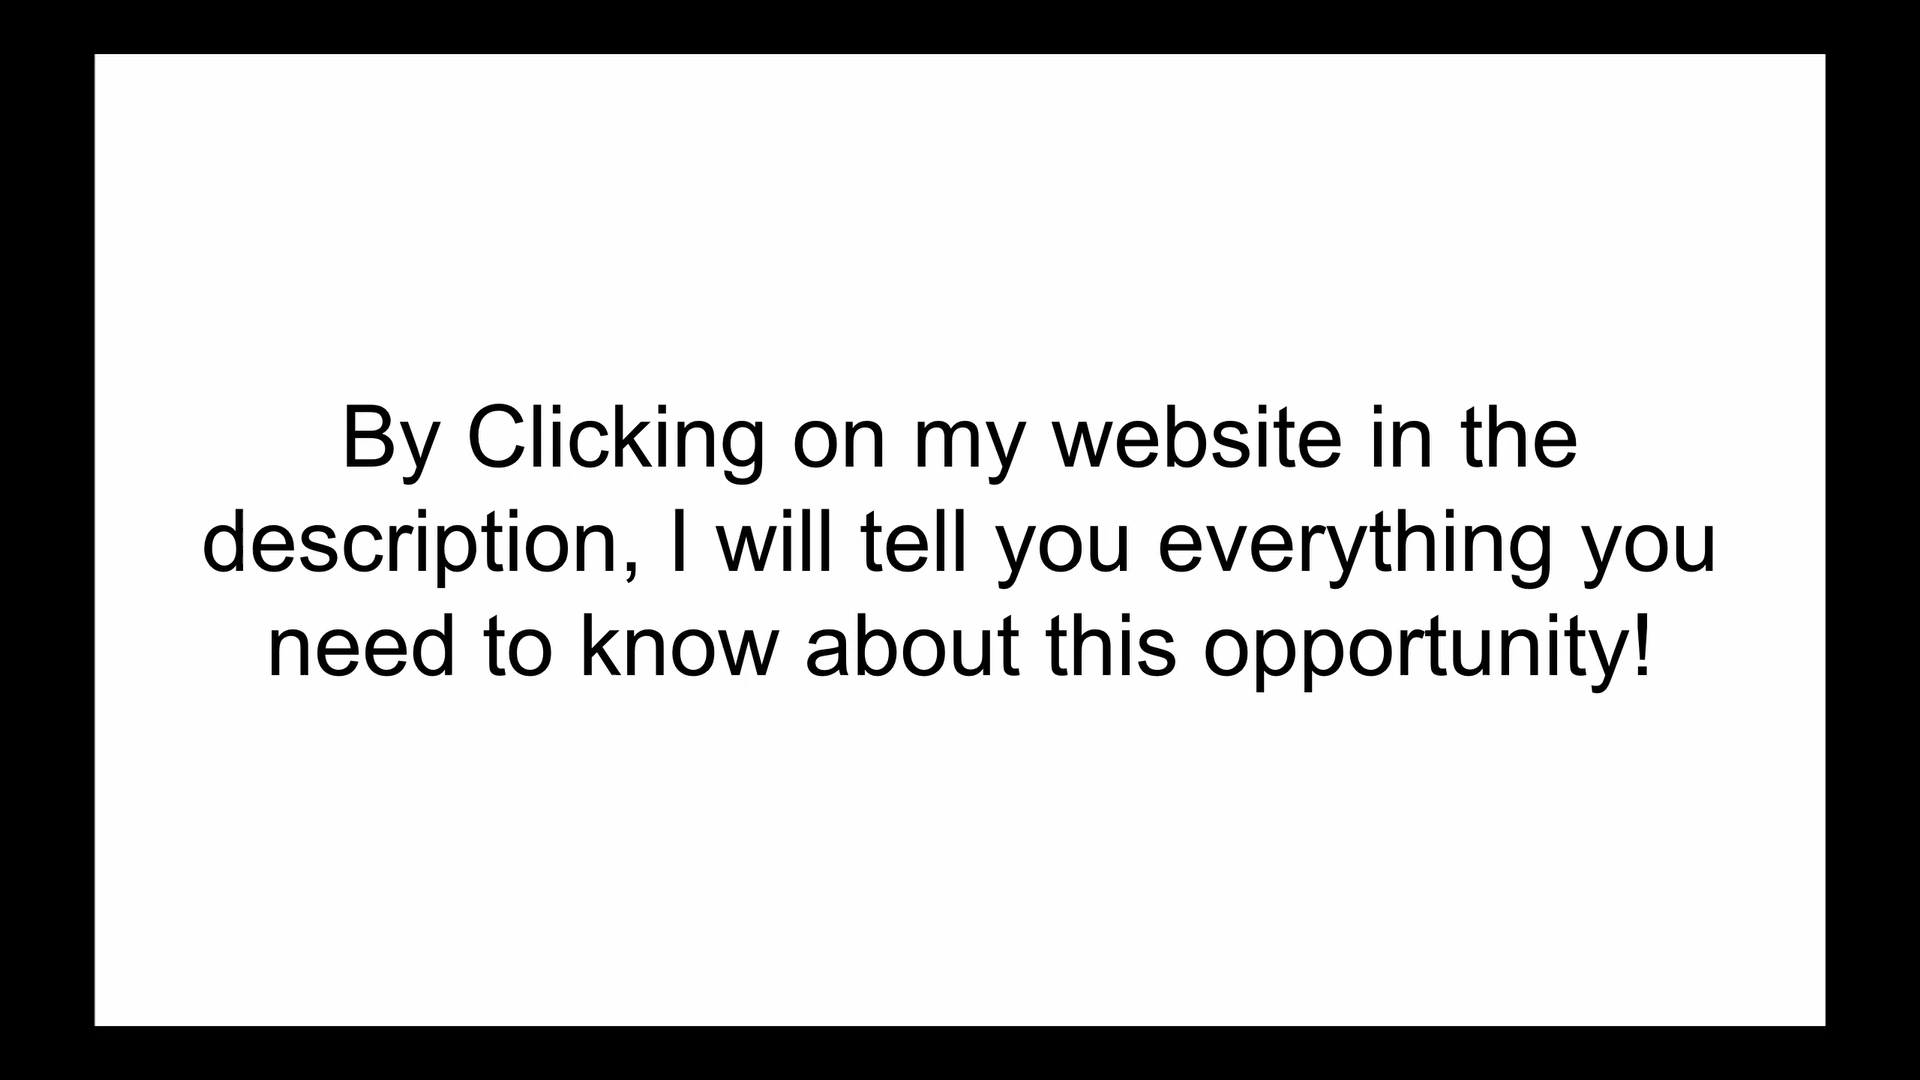 By Clicking on my website in the
description, I will tell you everything you
need to know about this opportunity!